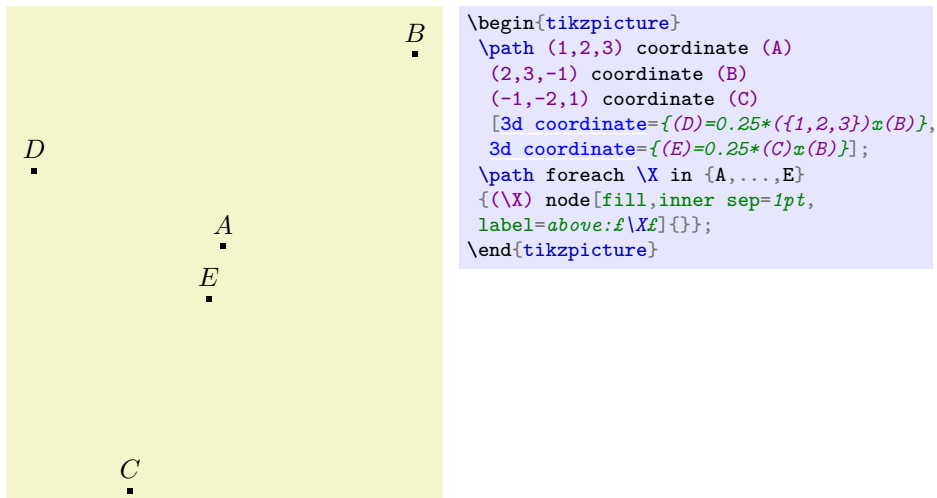 B
D
A
E
C
\begin{tikzpicture}
\path (1,2,3) coordinate (A)
(2,3,-1) coordinate (B)
(-1,-2,1) coordinate (C)
[3d coordinate={(D)=0.25*({1,2,3})x(B)},
3d coordinate={(E)=0.25*(C)x(B)}];
\path foreach \X in {A,...,E}
{(\X) node[fill,inner sep=1pt,
label=above:£\X£]{}};
\end{tikzpicture}